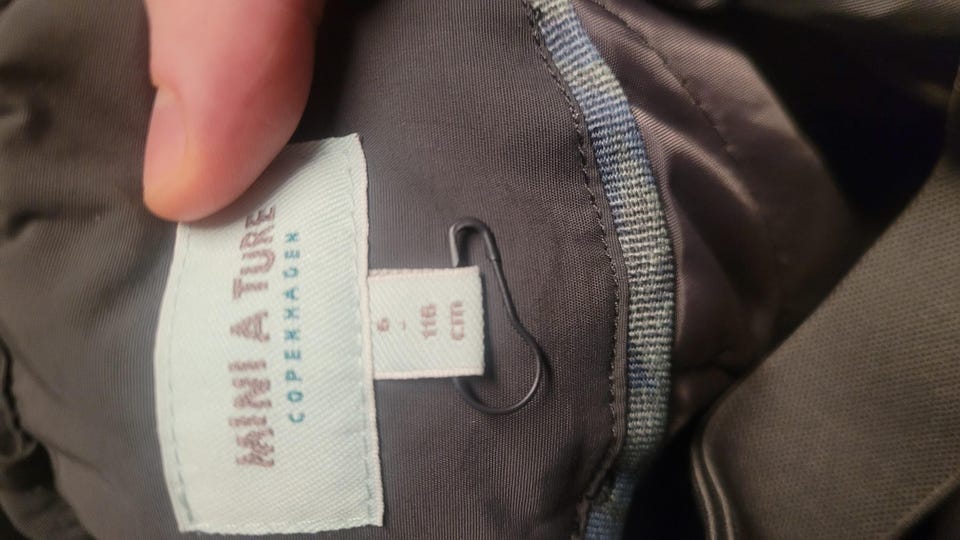 MINI A TURE
COPENHAGEN
6
-
116
cm